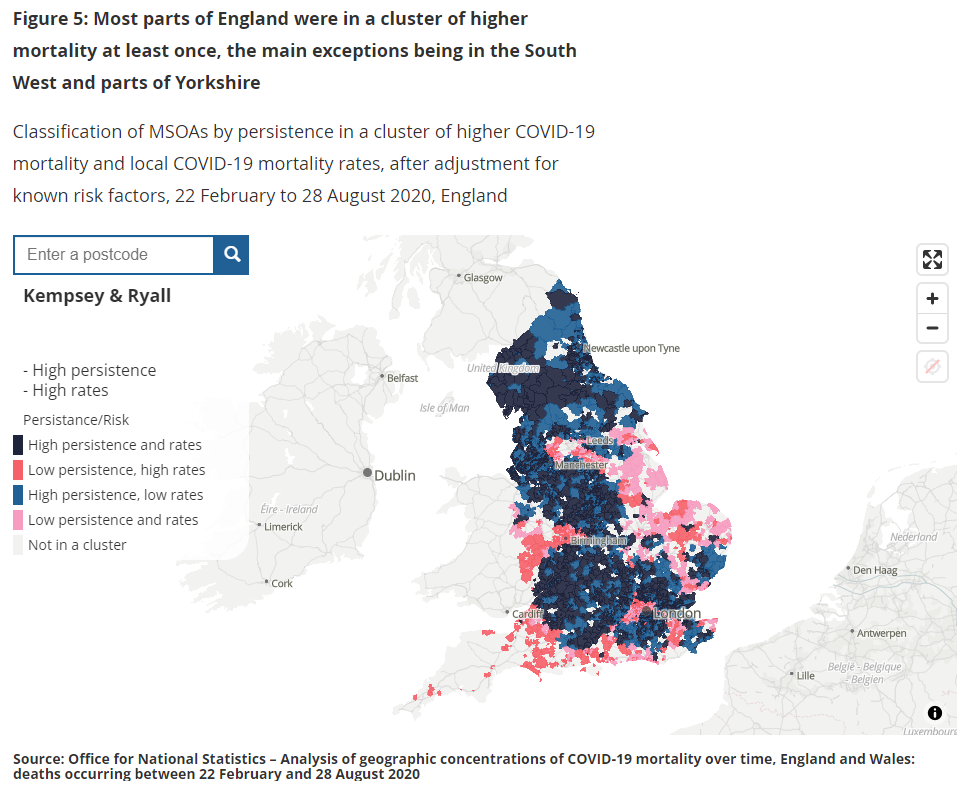 Figure 5: Most parts of England were in a cluster of higher
mortality at least once, the main exceptions being in the South
West and parts of Yorkshire
Classification of MSOAs by persistence in a cluster of higher COVID-19
mortality and local COVID-19 mortality rates, after adjustment for
known risk factors, 22 February to 28 August 2020, England
Enter a postcode
Kempsey & Ryall
- High persistence
- High rates
Persistance/Risk
High persistence and rates
Low persistence, high rates
High persistence, low rates
Low persistence and rates
Not in a cluster
Glasgow
Newcastle upon Tyne
United Kingdom
Belfast
Isle of Man
Leeds
Manchester
Dublin
Éire - Ireland
Limerick
Birmingham
Nederland
Den Haag
Cork
Cardiff
London
Antwerpen
België - Belgique
- Belgien
Lille
Luxembourg
Source: Office for National Statistics – Analysis of geographic concentrations of COVID-19 mortality over time, England and Wales:
deaths occurring between 22 February and 28 August 2020